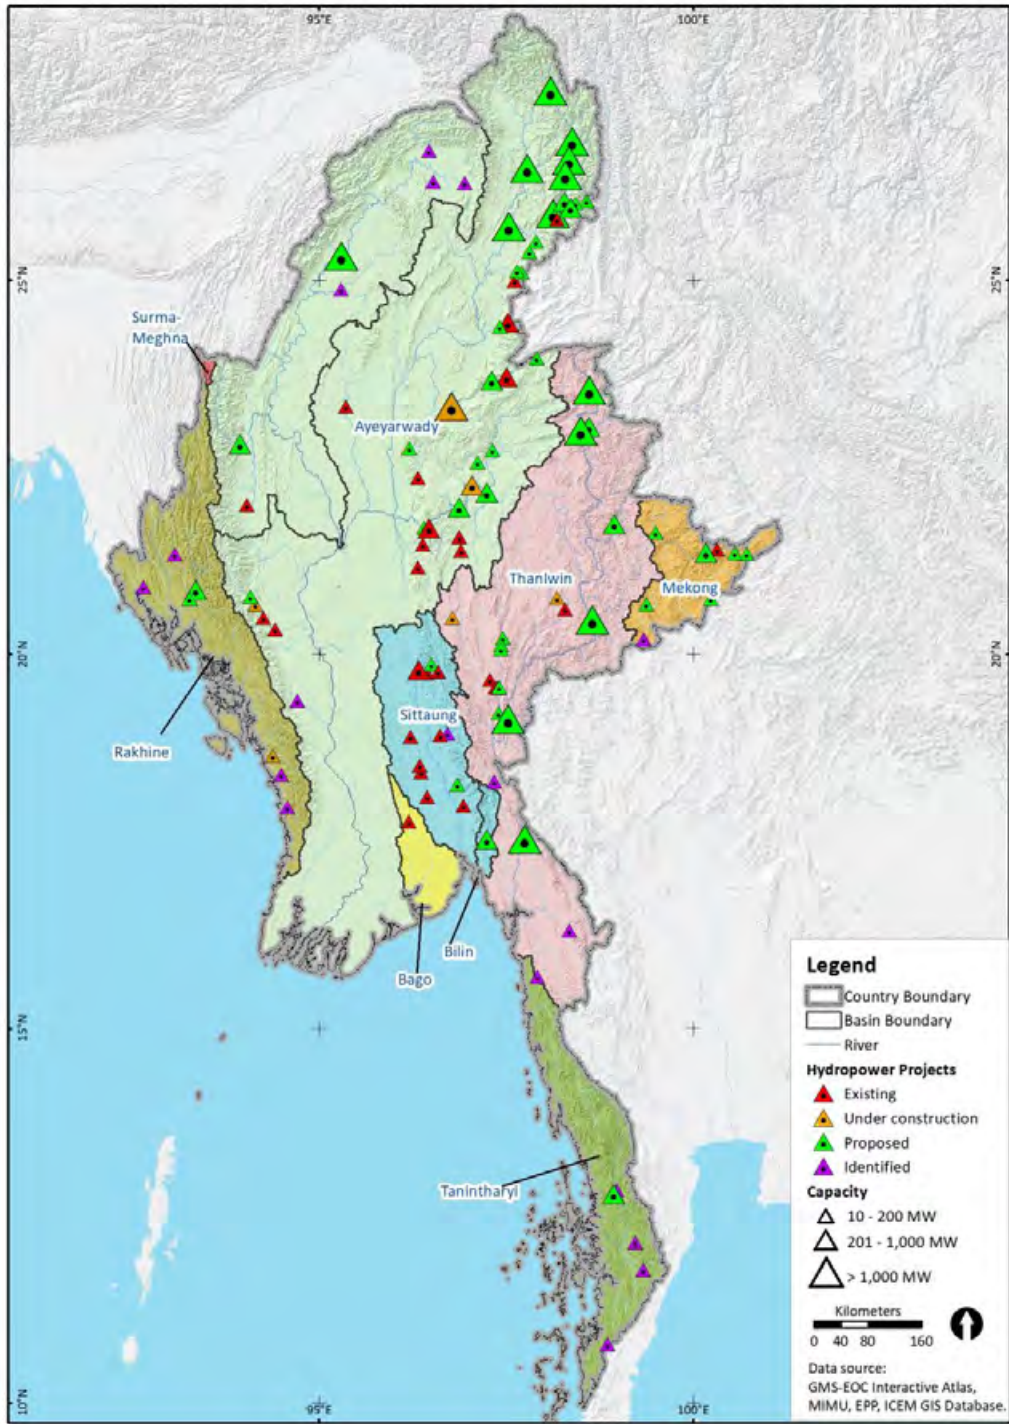 95°E
100°E
25°N
25°N
Surma-
Meghna
Ayeyarwady
Thanlwin
Mekong
20°N
20°N
Sittaung
Rakhine
Bilin
Bago
15°N
Tanintharyi
10°N
95°E
100°E
Legend
Country Boundary
Basin Boundary
River
Hydropower Projects
Existing
Under construction
Proposed
Identified
Capacity
10 - 200 MW
201 - 1,000 MW
> 1,000 MW
Kilometers
0 40 80 160
Data source:
GMS-EOC Interactive Atlas,
MIMU, EPP, ICEM GIS Database.